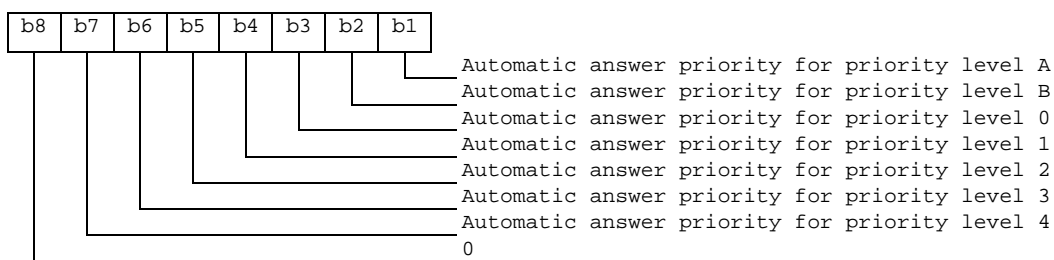 b8 b7 b6 b5 b4 b3 b2 b1
Automatic answer priority for priority level A
Automatic answer priority for priority level B
Automatic answer priority for priority level 0
Automatic answer priority for priority level 1
Automatic answer priority for priority level 2
Automatic answer priority for priority level 3
Automatic answer priority for priority level 4
0